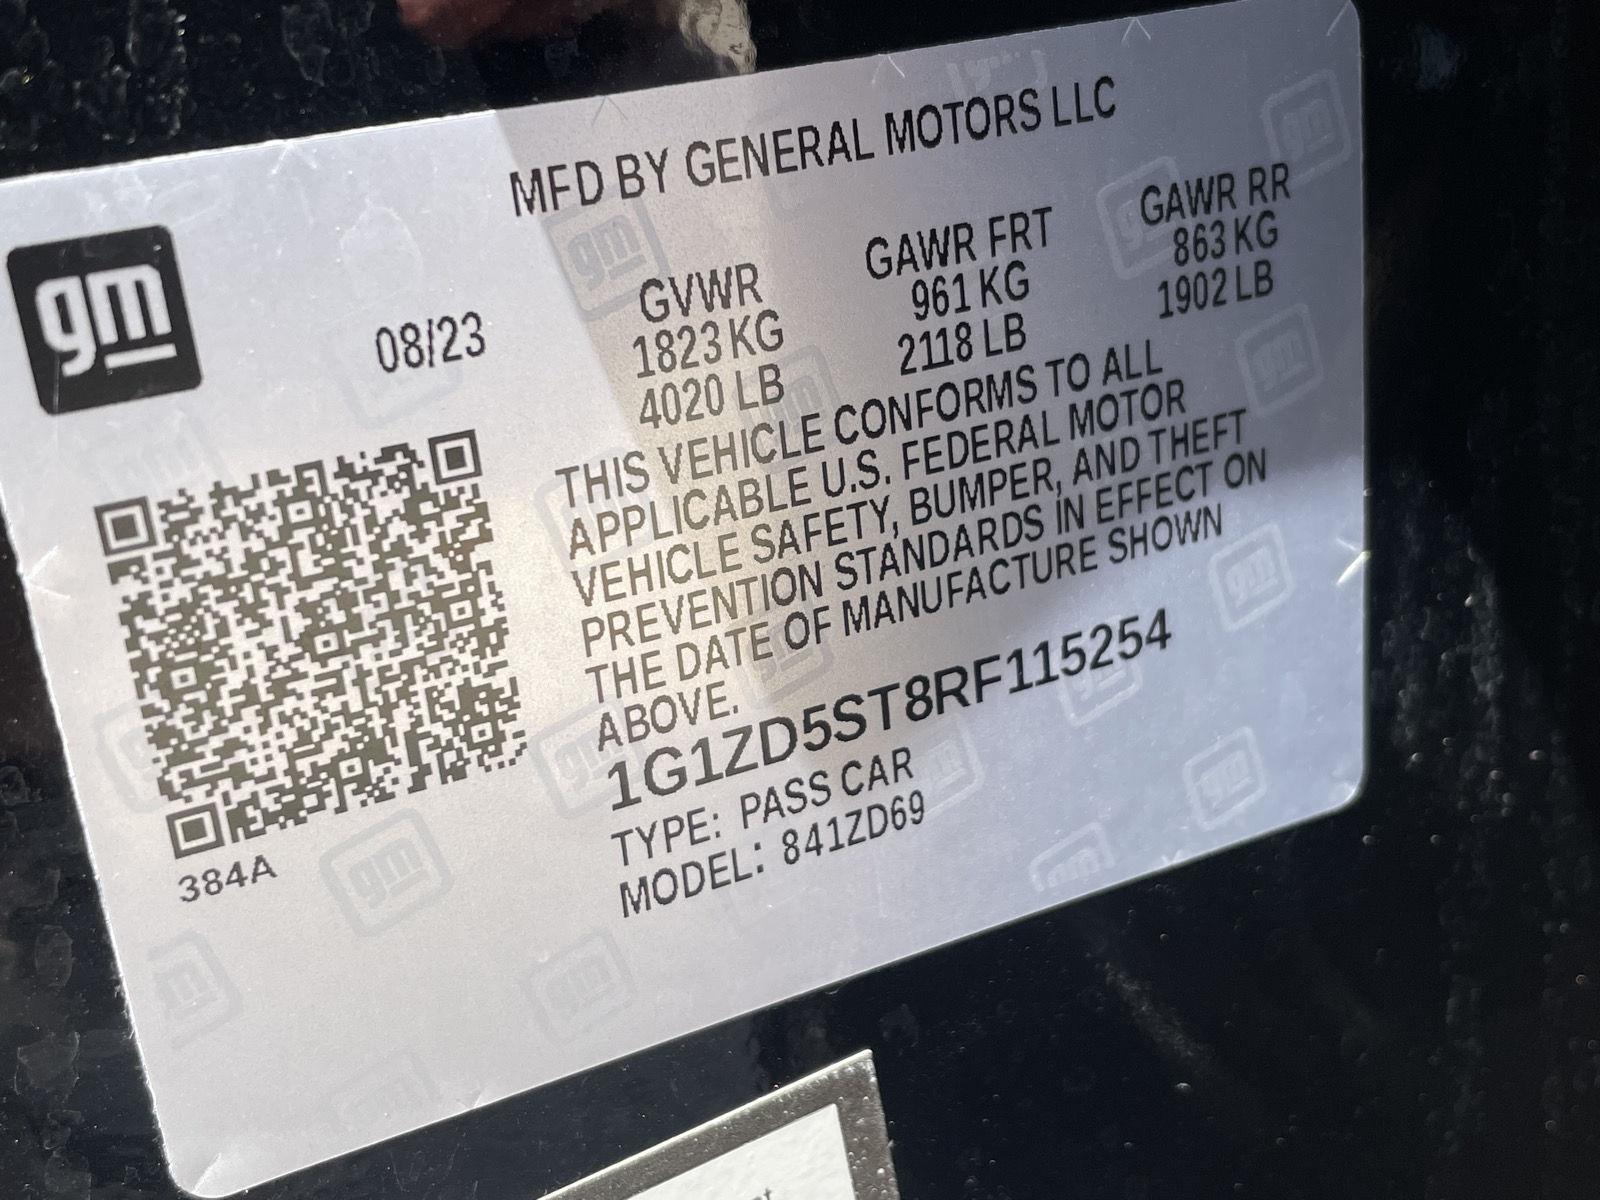 MFD BY GENERAL MOTORS LLC
gm
08/23
GVWR
1823 KG
4020 LB
GAWR FRT
961 KG
2118 LB
GAWR RR
863 KG
1902 LB
THIS VEHICLE CONFORMS TO ALL
APPLICABLE U.S. FEDERAL MOTOR
VEHICLE SAFETY, BUMPER, AND THEFT
PREVENTION STANDARDS IN EFFECT ON
THE DATE OF MANUFACTURE SHOWN
ABOVE.
1G1ZD5ST8RF115254
TYPE: PASS CAR
MODEL: 841ZD69
384A